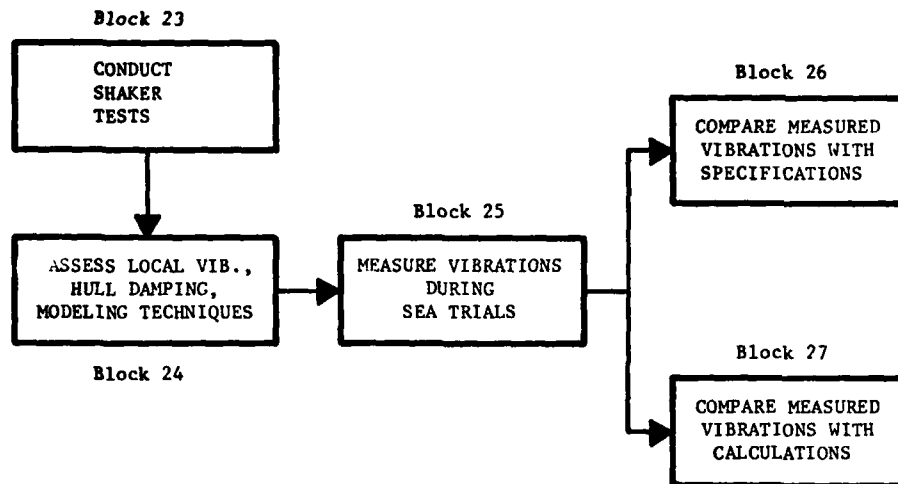 Block 23
CONDUCT
SHAKER
TESTS
ASSESS LOCAL VIB.,
HULL DAMPING,
MODELING TECHNIQUES
Block 24
Block 25
MEASURE VIBRATIONS
DURING
SEA TRIALS
Block 26
COMPARE MEASURED
VIBRATIONS WITH
SPECIFICATIONS
Block 27
COMPARE MEASURED
VIBRATIONS WITH
CALCULATIONS